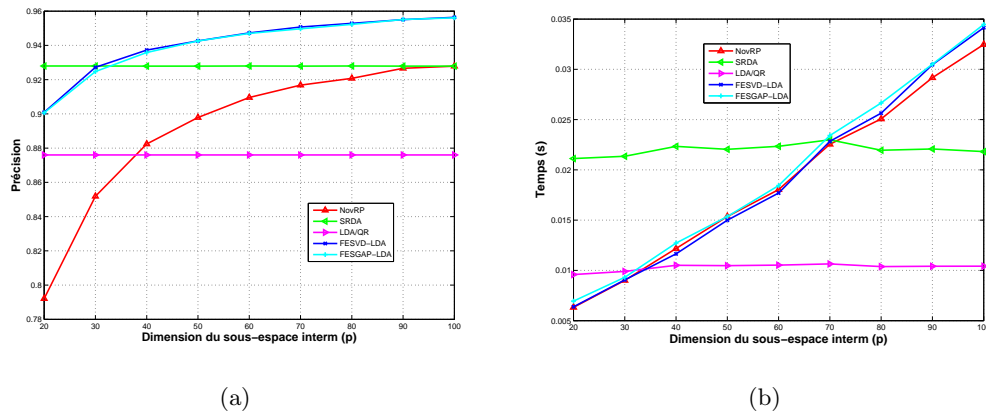 0.96
0.94
0.92
0.9
0.88
0.86
0.84
0.82
0.8
0.78
Précision
20 30 40 50 60 70 80 90 100
Dimension du sous−espace interm (p)
NovRP
SRDA
LDA/QR
FESVD−LDA
FESGAP−LDA
(a)
0.035
0.03
0.025
0.02
0.015
0.01
0.005
Temps (s)
20 30 40 50 60 70 80 90 100
Dimension du sous−espace interm (p)
NovRP
SRDA
LDA/QR
FESVD−LDA
FESGAP−LDA
(b)